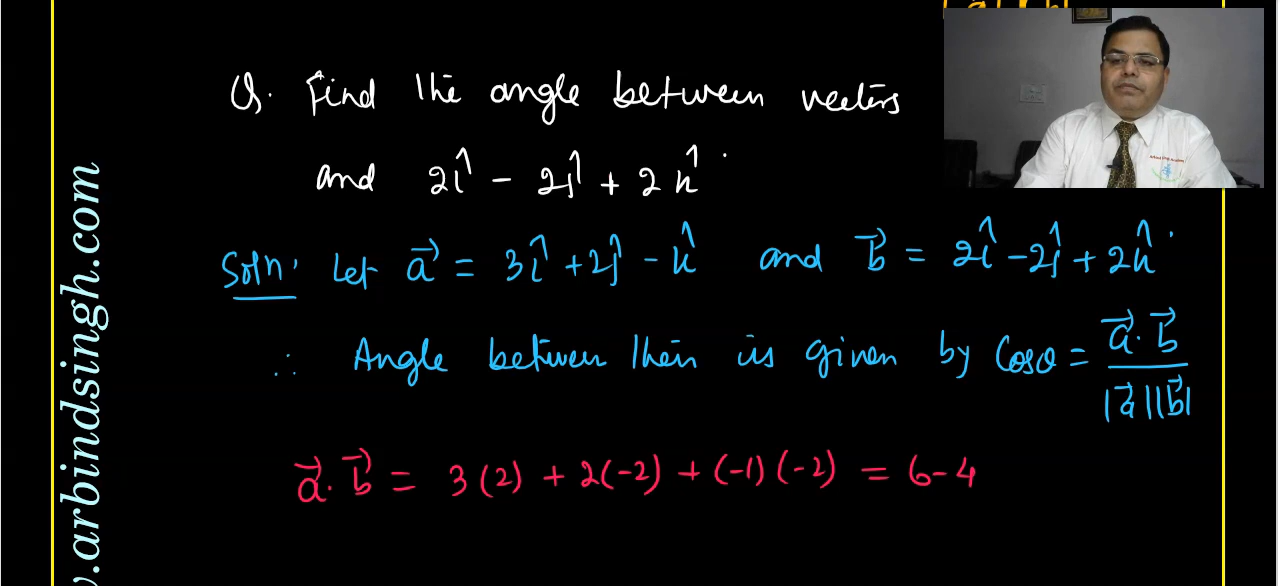 Q. Find the angle between vectors
and 2î - 2ĵ + 2k̂.
Soln. Let a⃗ = 3î + 2ĵ - k̂ and b⃗ = 2î - 2ĵ + 2k̂.
∴ Angle between them is given by Cosθ = a⃗·b⃗ / |a⃗||b⃗|
a⃗·b⃗ = 3(2) + 2(-2) + (-1)(-2) = 6-4
.arbindsingh.com